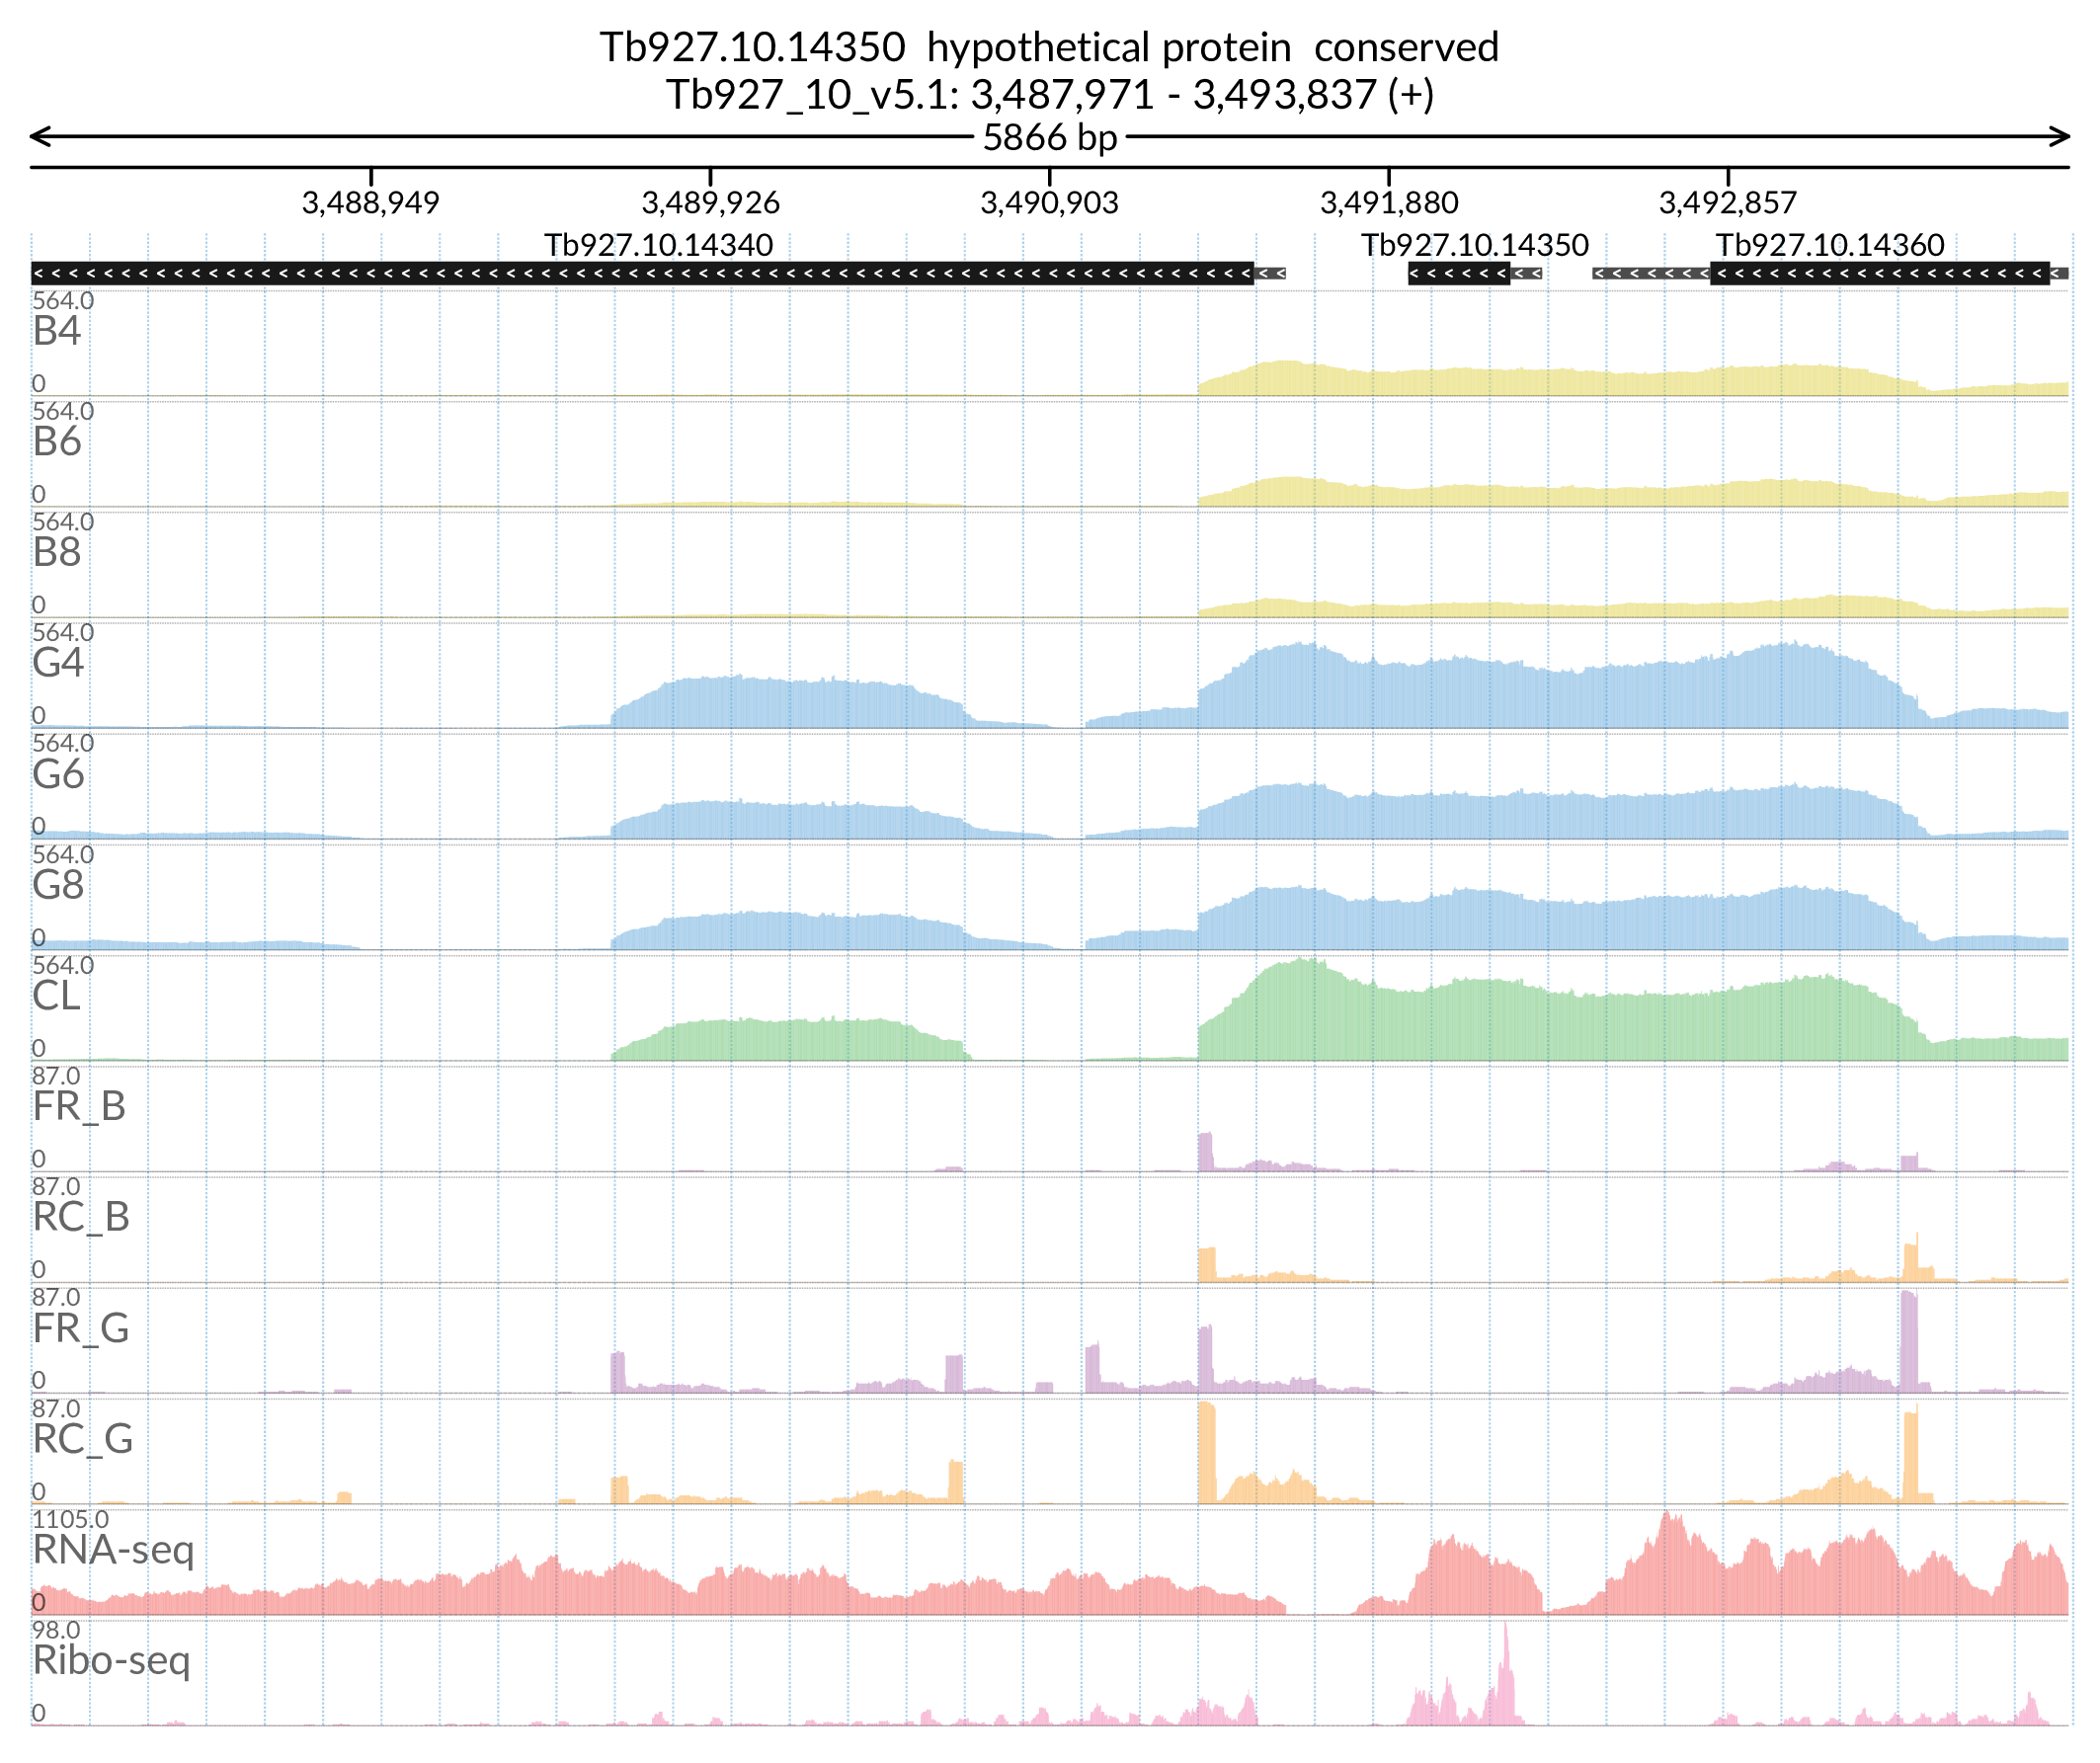 Tb927.10.14350 hypothetical protein conserved
Tb927_10_v5.1: 3,487,971 - 3,493,837 (+)
5866 bp
3,488,949 3,489,926 3,490,903 3,491,880 3,492,857
Tb927.10.14340 Tb927.10.14350 Tb927.10.14360
564.0
B4
0
564.0
B6
0
564.0
B8
0
564.0
G4
0
564.0
G6
0
564.0
G8
0
564.0
CL
0
87.0
FR_B
0
87.0
RC_B
0
87.0
FR_G
0
87.0
RC_G
0
1105.0
RNA-seq
0
98.0
Ribo-seq
0